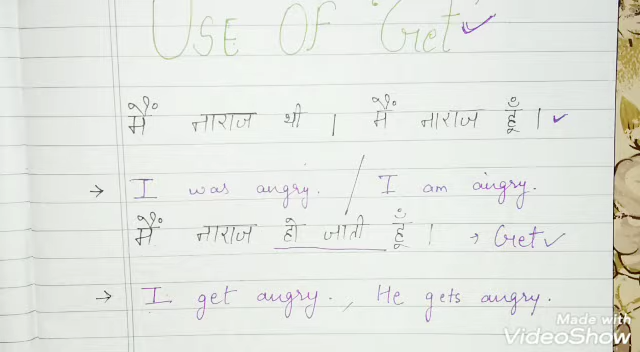 USE OF "Get" ✓
मैं नाराज थी । मैं नाराज हूँ । ✓
→ I was angry. / I am angry.
मैं नाराज हो जाती हूँ । → Get ✓
→ I get angry. , He gets angry.
Made with
VideoShow